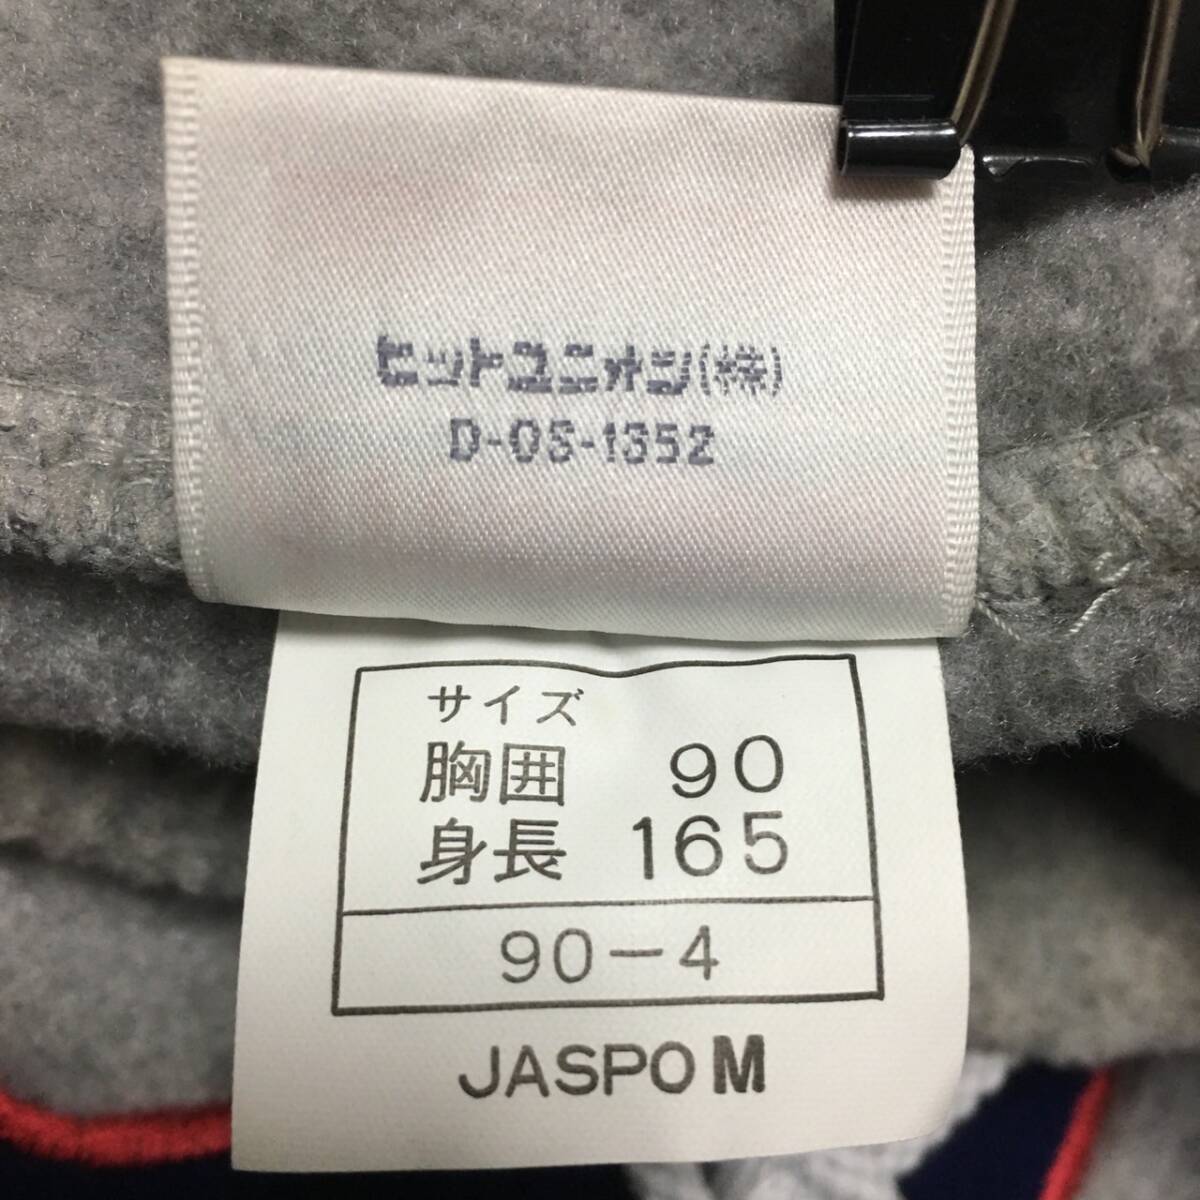 ヒットユニオン(株)
D-OS-1352
サイズ
胸囲 90
身長 165
90-4
JASPO M